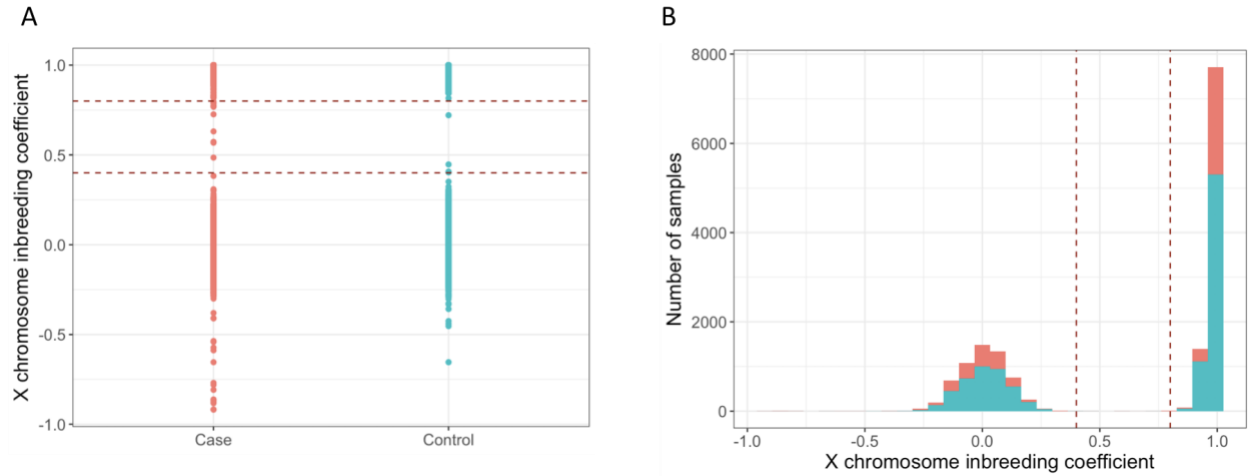 A
X chromosome inbreeding coefficient
1.0
0.5
0.0
-0.5
-1.0
Case
Control
B
Number of samples
8000
6000
4000
2000
0
-1.0
-0.5
0.0
0.5
1.0
X chromosome inbreeding coefficient